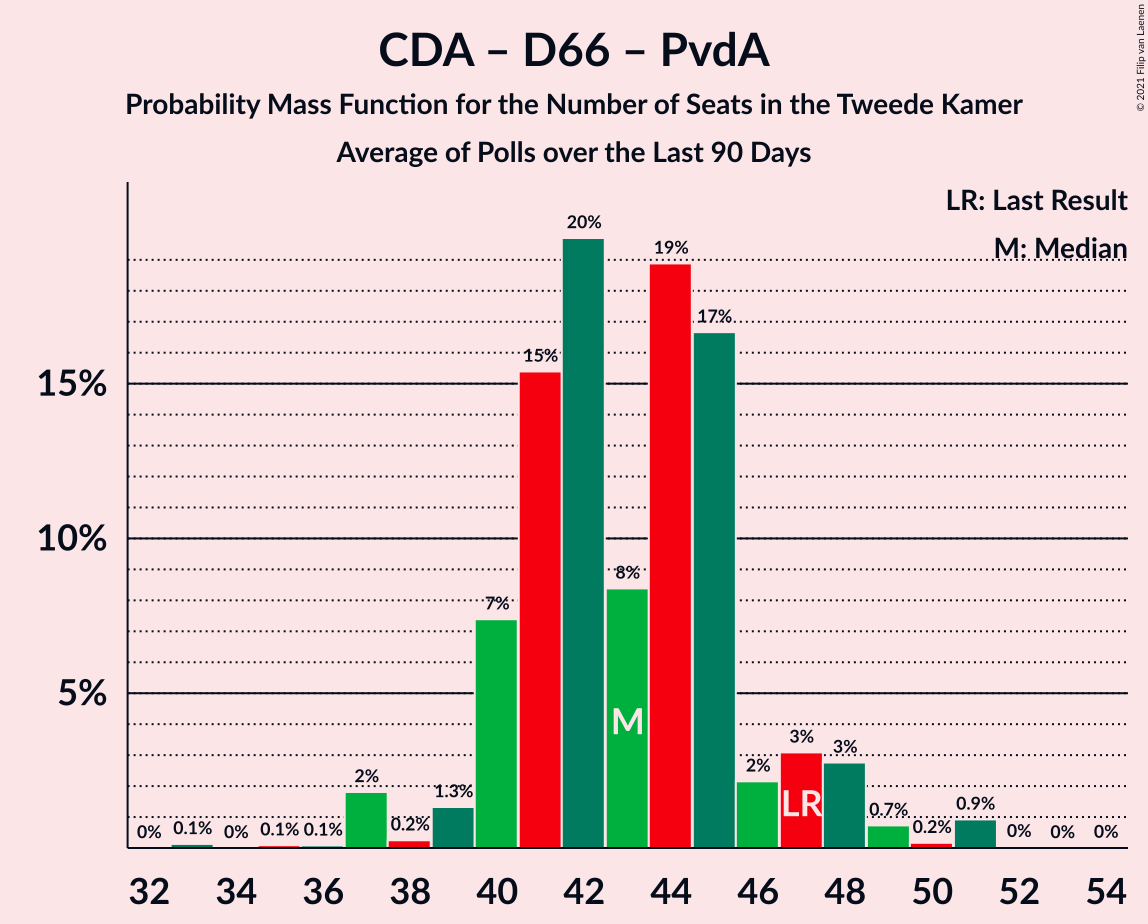 © 2021 Filip van Laenen
CDA – D66 – PvdA
Probability Mass Function for the Number of Seats in the Tweede Kamer
Average of Polls over the Last 90 Days
LR: Last Result
M: Median
15%
10%
5%
0%
0.1%
0%
0.1%
0.1%
2%
0.2%
1.3%
7%
15%
20%
8%
19%
17%
2%
3%
3%
0.7%
0.2%
0.9%
0%
0%
0%
M
LR
32 34 36 38 40 42 44 46 48 50 52 54